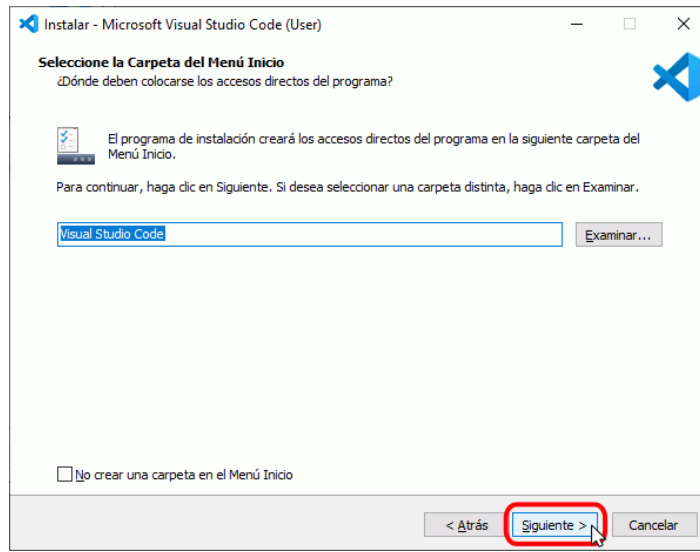 Instalar - Microsoft Visual Studio Code (User)
Seleccione la Carpeta del Menú Inicio
¿Dónde deben colocarse los accesos directos del programa?
El programa de instalación creará los accesos directos del programa en la siguiente carpeta del
Menú Inicio.
Para continuar, haga clic en Siguiente. Si desea seleccionar una carpeta distinta, haga clic en Examinar.
Visual Studio Code
Examinar...
No crear una carpeta en el Menú Inicio
< Atrás
Siguiente >
Cancelar